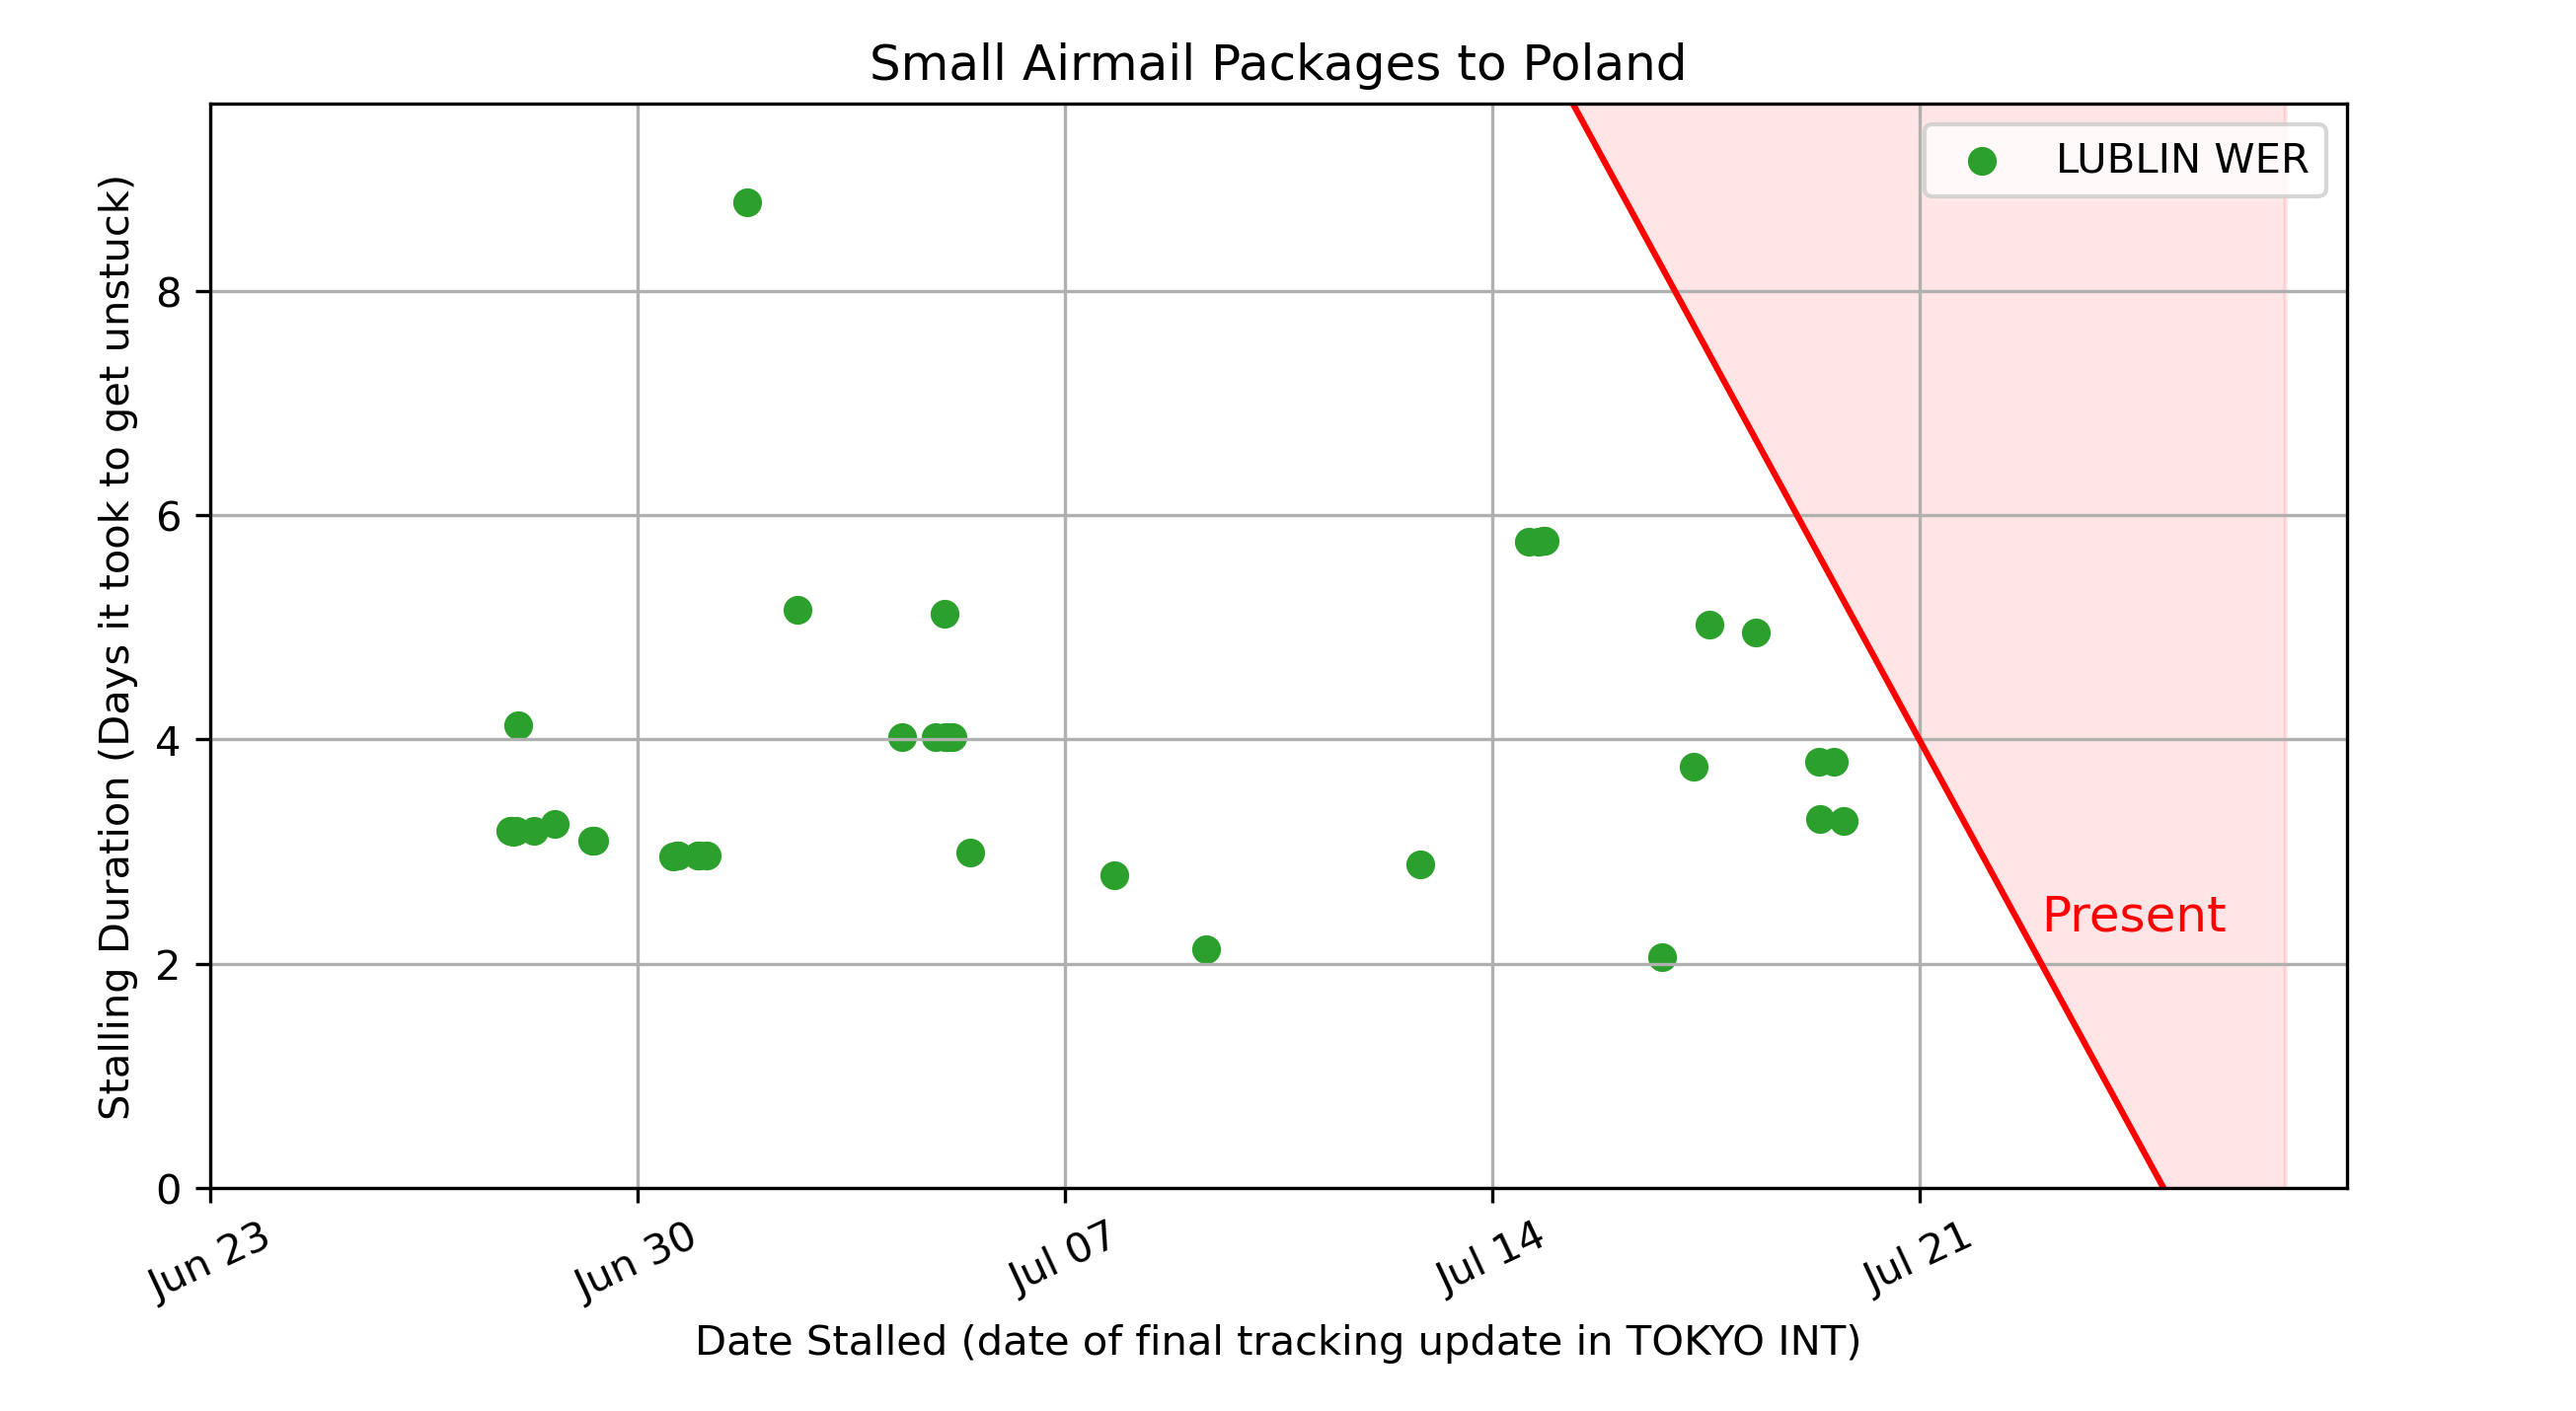 Small Airmail Packages to Poland
LUBLIN WER
Stalling Duration (Days it took to get unstuck)
8
6
4
2
0
Present
Jun 23
Jun 30
Jul 07
Jul 14
Jul 21
Date Stalled (date of final tracking update in TOKYO INT)